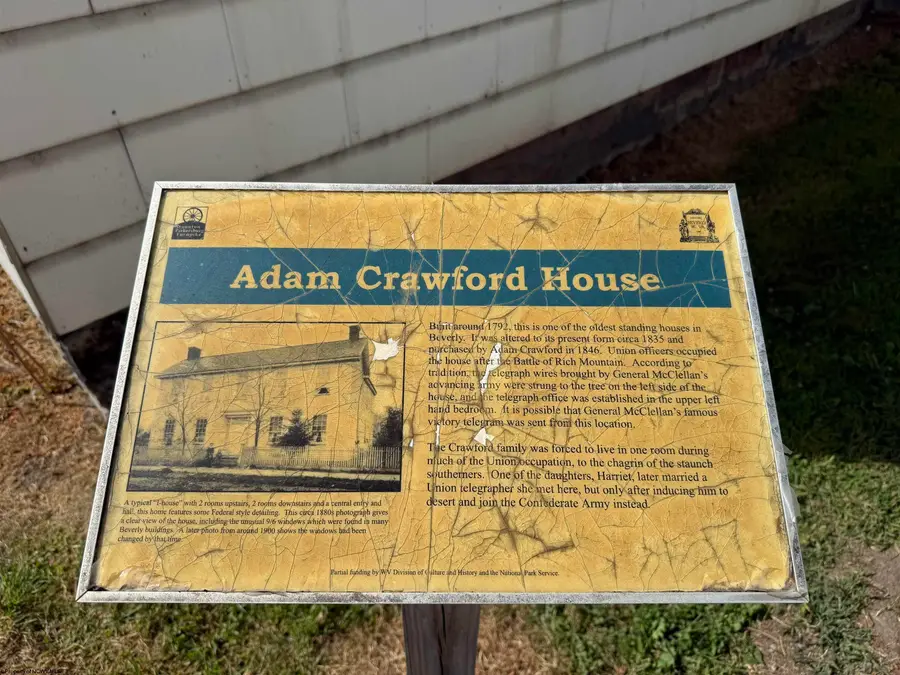 Staunton
Parkersburg
Turnpike
Adam Crawford House
Built around 1792, this is one of the oldest standing houses in
Beverly. It was altered to its present form circa 1835 and
purchased by Adam Crawford in 1846. Union officers occupied
the house after the Battle of Rich Mountain. According to
tradition, the telegraph wires brought by General McClellan's
advancing army were strung to the tree on the left side of the
house, and the telegraph office was established in the upper left
hand bedroom. It is possible that General McClellan's famous
victory telegram was sent from this location.
The Crawford family was forced to live in one room during
much of the Union occupation, to the chagrin of the staunch
southerners. One of the daughters, Harriet, later married a
Union telegrapher she met here, but only after inducing him to
desert and join the Confederate Army instead.
A typical "I-house" with 2 rooms upstairs, 2 rooms downstairs and a central entry and
hall, this home features some Federal style detailing. This circa 1880s photograph gives
a clear view of the house, including the unusual 9/6 windows which were found in many
Beverly buildings. A later photo from around 1900 shows the windows had been
changed by that time.
Partial funding by WV Division of Culture and History and the National Park Service.